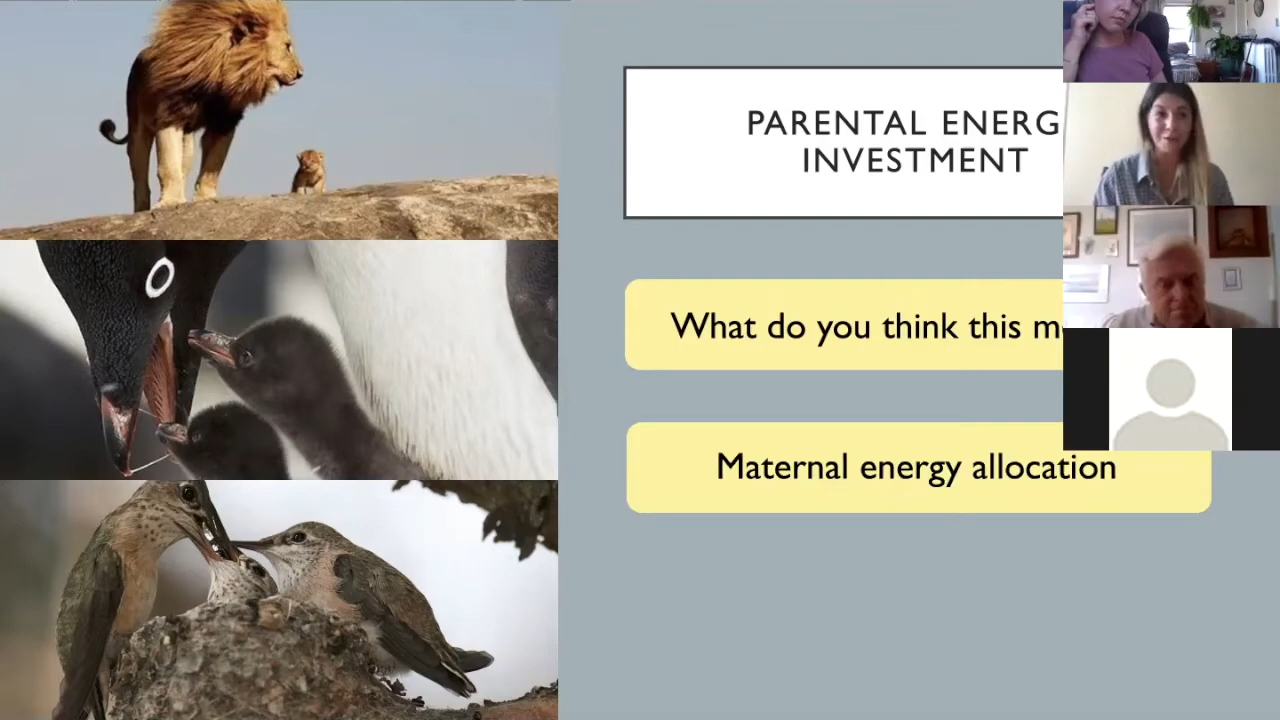 PARENTAL ENERG
INVESTMENT
What do you think this m
Maternal energy allocation